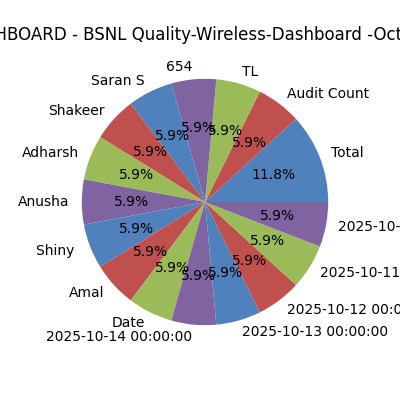 HBOARD - BSNL Quality-Wireless-Dashboard -Oct
Total
11.8%
Audit Count
5.9%
TL
5.9%
654
5.9%
Saran S
5.9%
Shakeer
5.9%
Adharsh
5.9%
Anusha
5.9%
Shiny
5.9%
Amal
5.9%
Date
5.9%
2025-10-14 00:00:00
5.9%
2025-10-13 00:00:00
5.9%
2025-10-12 00:0
5.9%
2025-10-11
5.9%
2025-10-
5.9%